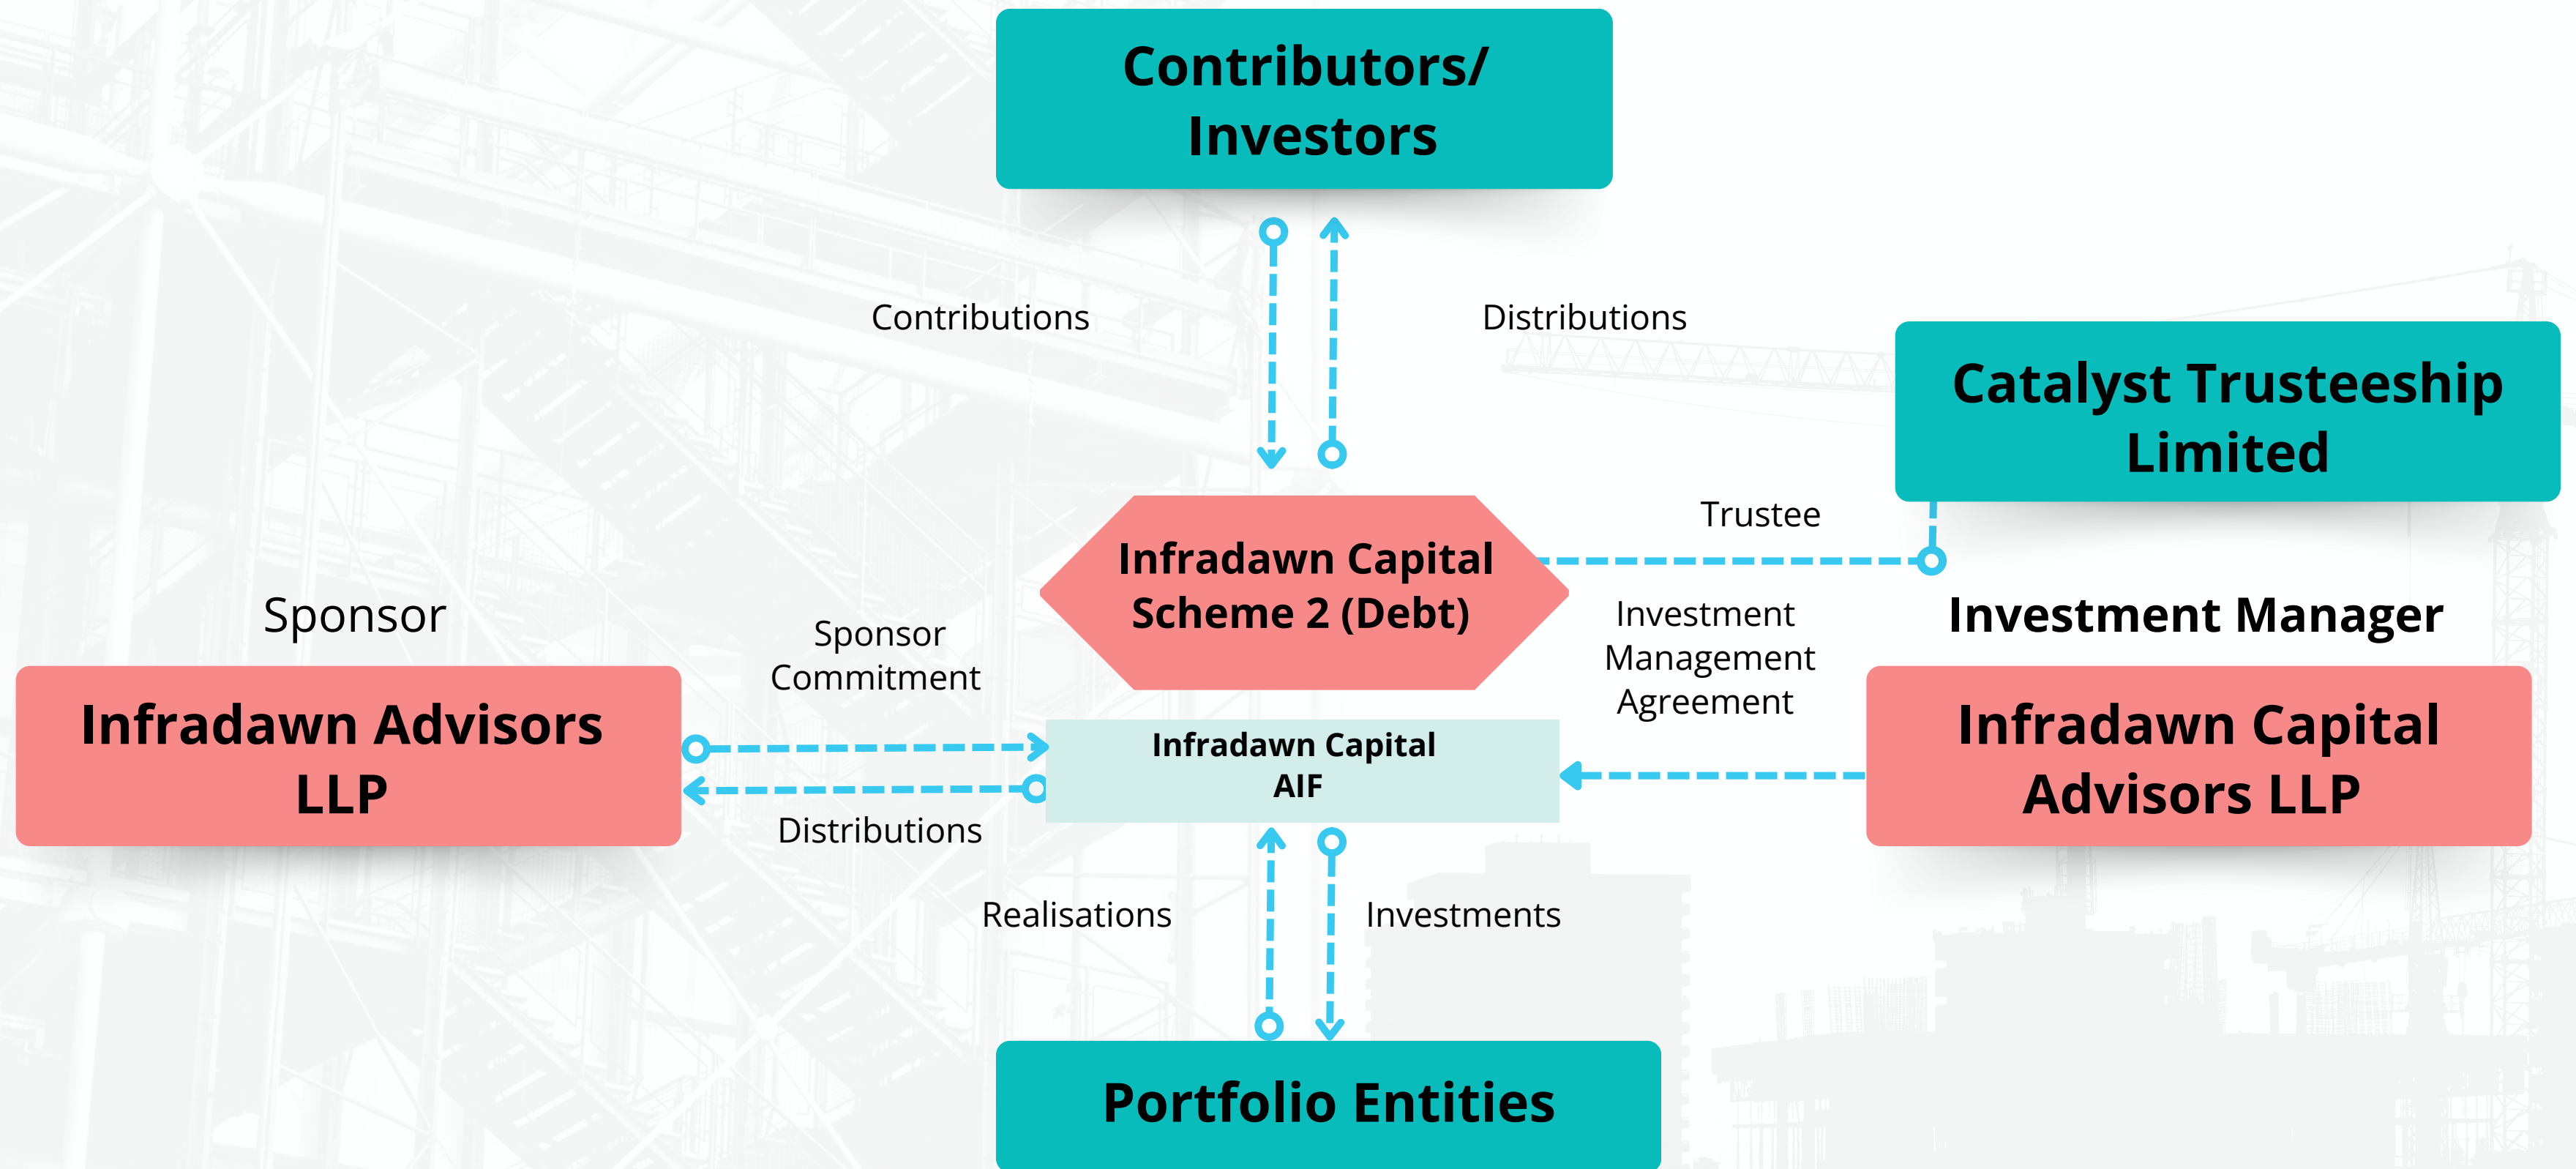 Contributors/
Investors
Contributions
Distributions
Catalyst Trusteeship
Limited
Trustee
Infradawn Capital
Scheme 2 (Debt)
Sponsor
Infradawn Advisors
LLP
Sponsor
Commitment
Distributions
Infradawn Capital
AIF
Investment
Management
Agreement
Investment Manager
Infradawn Capital
Advisors LLP
Realisations
Investments
Portfolio Entities